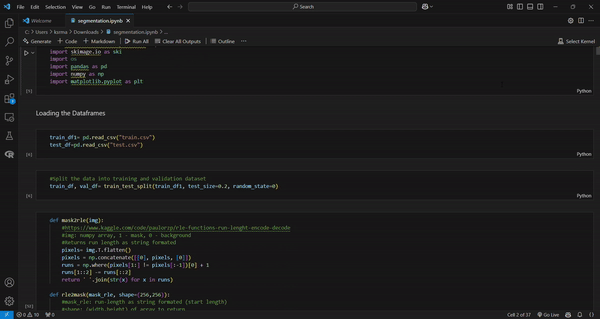 File Edit Selection View Go Run Terminal Help
Search
Welcome
segmentation.ipynb
C: > Users > korma > Downloads > segmentation.ipynb > ...
Generate + Code + Markdown Run All Clear All Outputs Outline ...
Select Kernel
import skimage.io as ski
import os
import pandas as pd
import numpy as np
import matplotlib.pyplot as plt
Python
Loading the Dataframes
train_df1= pd.read_csv("train.csv")
test_df=pd.read_csv("test.csv")
Python
#Split the data into training and validation dataset
train_df, val_df= train_test_split(train_df1, test_size=0.2, random_state=0)
Python
def mask2rle(img):
#https://www.kaggle.com/code/paulorzp/rle-functions-run-lenght-encode-decode
#img: numpy array, 1 - mask, 0 - background
#Returns run length as string formated
pixels= img.T.flatten()
pixels = np.concatenate([[0], pixels, [0]])
runs = np.where(pixels[1:] != pixels[:-1])[0] + 1
runs[1::2] -= runs[::2]
return ' '.join(str(x) for x in runs)
def rle2mask(mask_rle, shape=(256,256)):
#mask_rle: run-length as string formated (start length)
#shape: (width,height) of array to return
Cell 2 of 37 Go Live